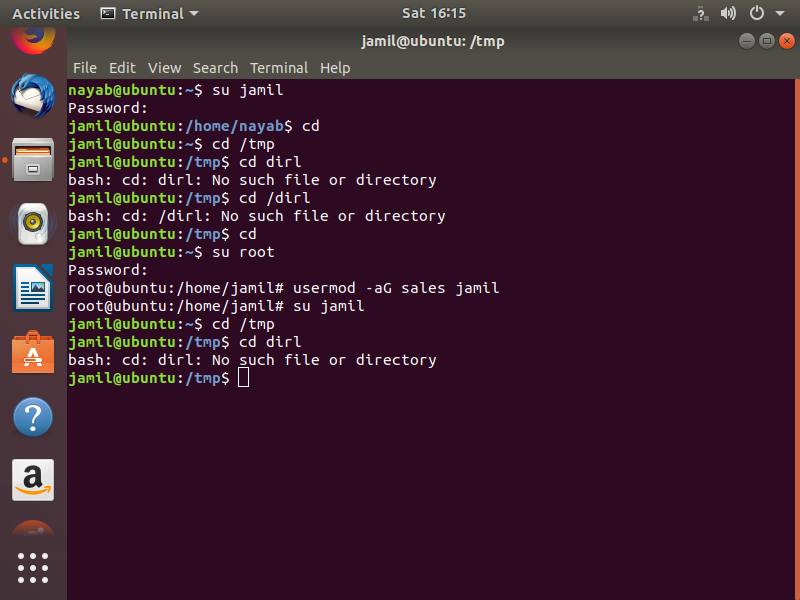 Activities Terminal Sat 16:15
jamil@ubuntu: /tmp
File Edit View Search Terminal Help
nayab@ubuntu:~$ su jamil
Password:
jamil@ubuntu:/home/nayab$ cd
jamil@ubuntu:~$ cd /tmp
jamil@ubuntu:/tmp$ cd dirl
bash: cd: dirl: No such file or directory
jamil@ubuntu:/tmp$ cd /dirl
bash: cd: /dirl: No such file or directory
jamil@ubuntu:/tmp$ cd
jamil@ubuntu:~$ su root
Password:
root@ubuntu:/home/jamil# usermod -aG sales jamil
root@ubuntu:/home/jamil# su jamil
jamil@ubuntu:~$ cd /tmp
jamil@ubuntu:/tmp$ cd dirl
bash: cd: dirl: No such file or directory
jamil@ubuntu:/tmp$